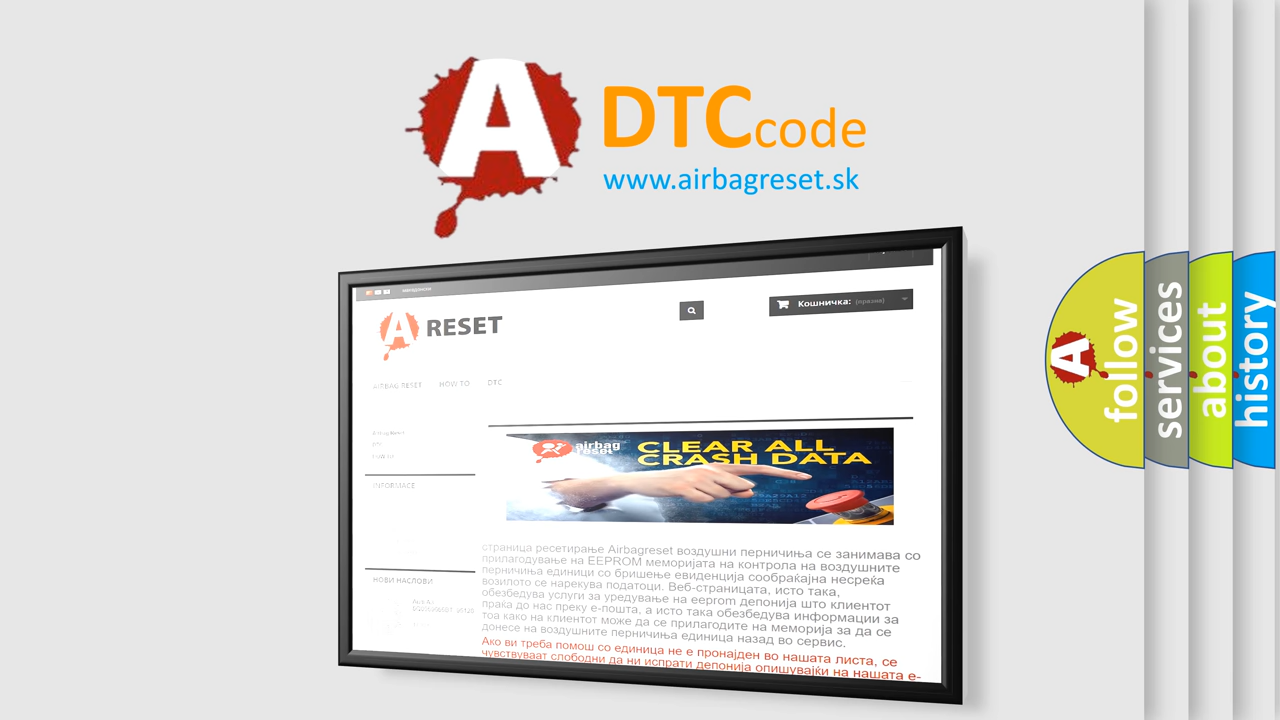 A
DTCcode
www.airbagreset.sk
Кошничка: (празна)
A RESET
AIRBAG RESET HOW TO DTC
airbag
reset
CLEAR ALL
CRASH DATA
INFORMACE
НОВИ НАСЛОВИ
страница ресетирање Airbagreset воздушни перничиња се занимава со
прилагодување на EEPROM меморијата на контрола на воздушните
перничиња единици со бришење евиденција сообраќајна несреќа
возилото се нарекува податоци. Веб-страницата, исто така,
обезбедува услуги за уредување на eeprom депонија што клиентот
праќа до нас преку е-пошта, а исто така обезбедува информации за
тоа како на клиентот може да се прилагодите на меморија за да се
донесе на воздушните перничиња единица назад во сервис.
Ако ви треба помош со единица не е пронајден во нашата листа, се
чувствуваат слободни да ни испрати депонија опишувајќи на нашата е-
A
follow
services
about
history